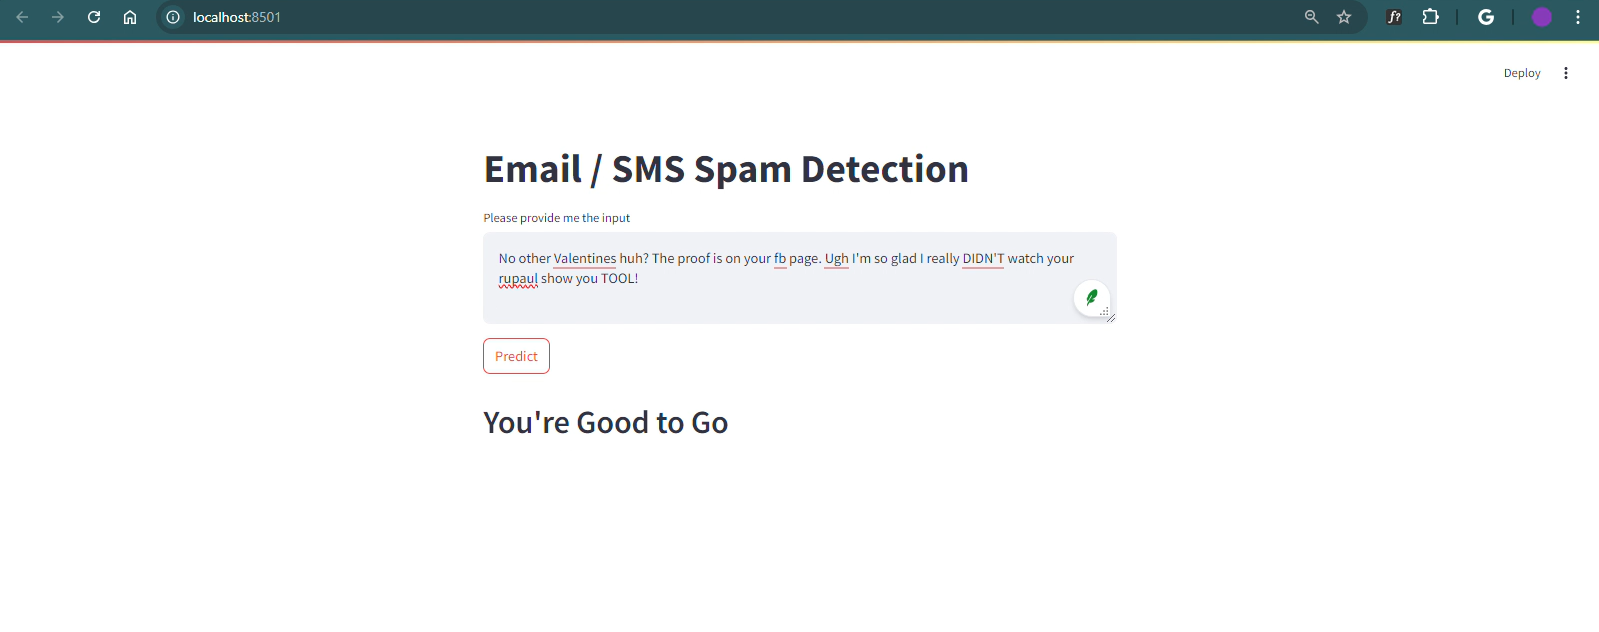 localhost:8501
f?
G
Deploy
Email / SMS Spam Detection
Please provide me the input
No other Valentines huh? The proof is on your fb page. Ugh I'm so glad I really DIDN'T watch your
rupaul show you TOOL!
Predict
You're Good to Go